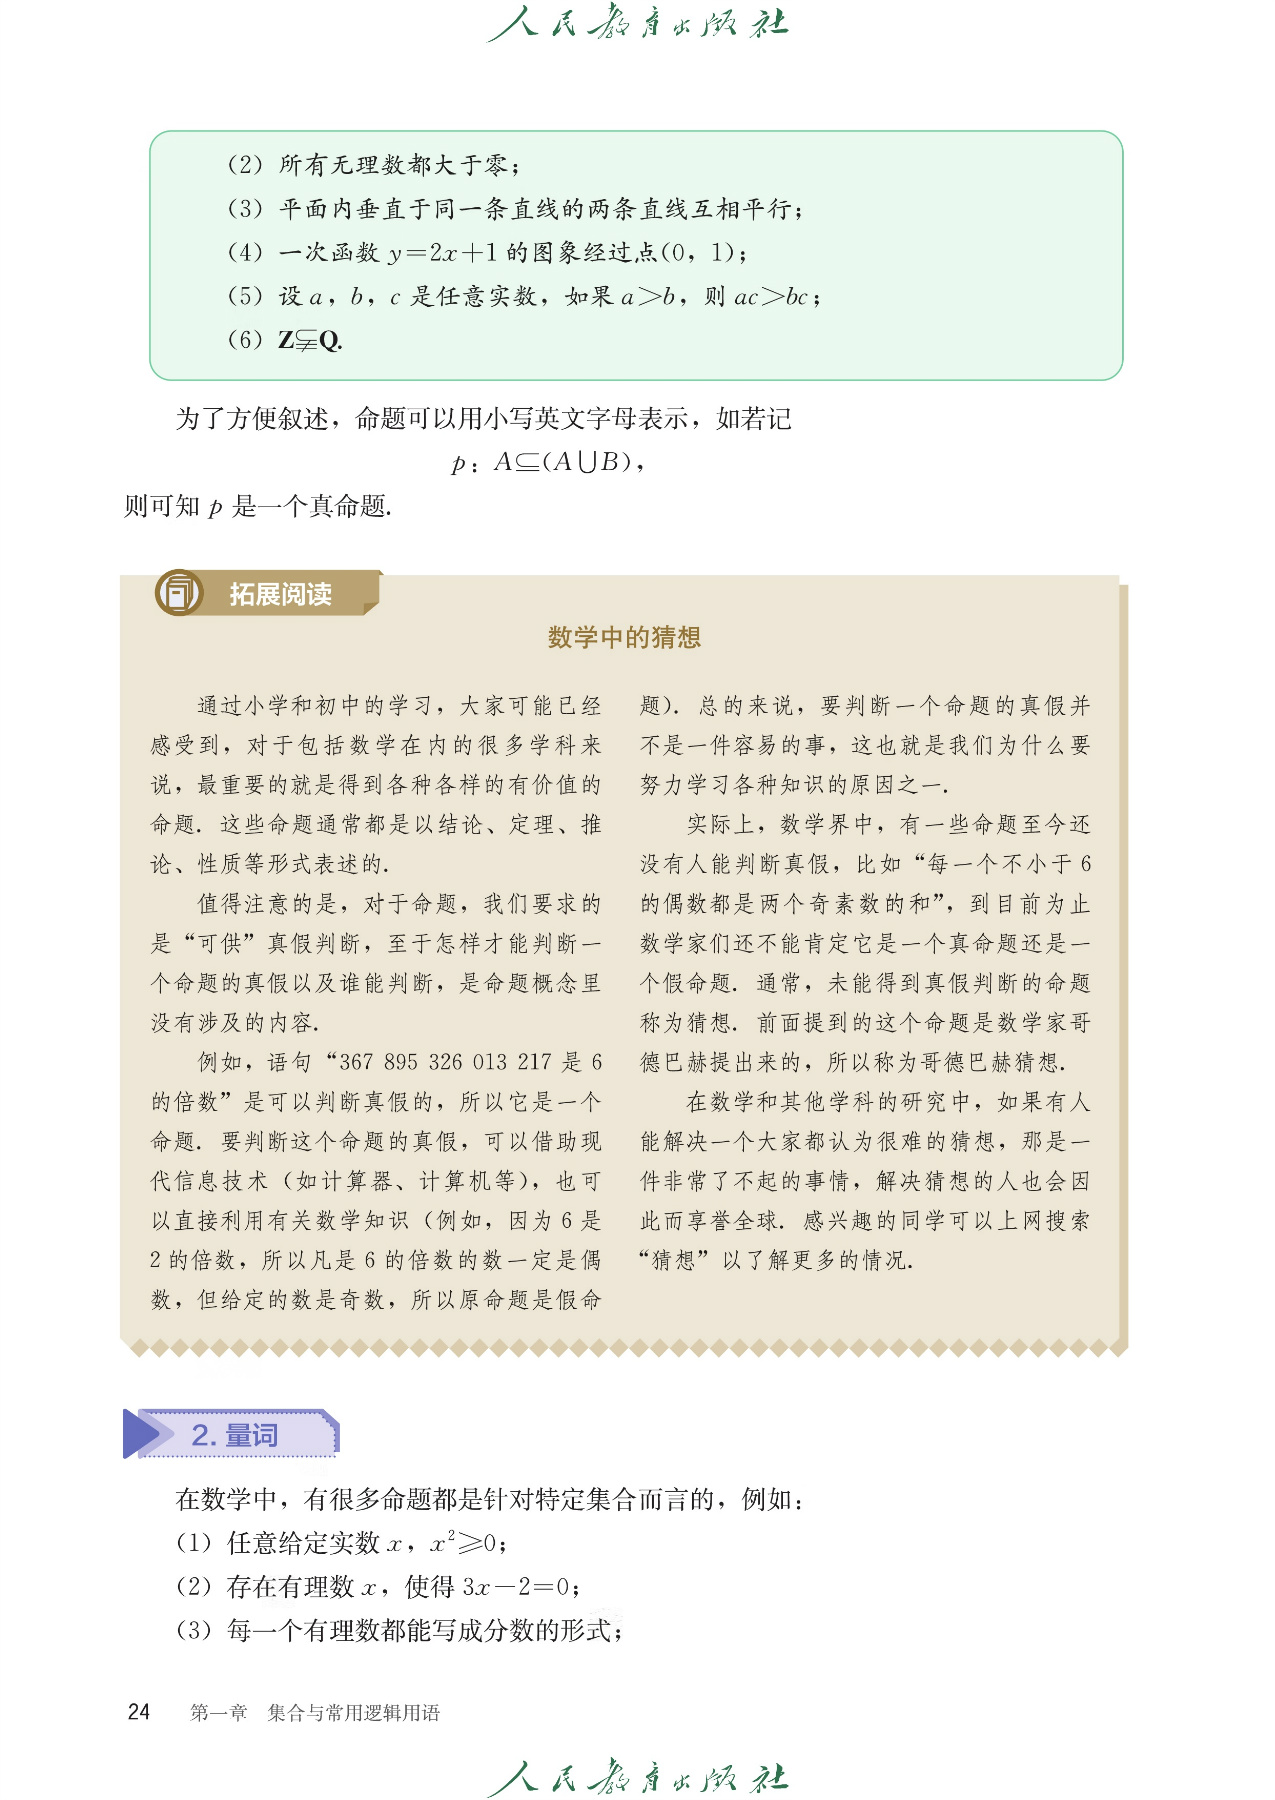 人民教育出版社
（2）所有无理数都大于零；
（3）平面内垂直于同一条直线的两条直线互相平行；
（4）一次函数 y=2x+1 的图象经过点(0，1)；
（5）设 a，b，c 是任意实数，如果 a>b，则 ac>bc；
（6）Z⫋Q.
为了方便叙述，命题可以用小写英文字母表示，如若记
p：A⊆(A∪B)，
则可知 p 是一个真命题.
拓展阅读
数学中的猜想
通过小学和初中的学习，大家可能已经
感受到，对于包括数学在内的很多学科来
说，最重要的就是得到各种各样的有价值的
命题．这些命题通常都是以结论、定理、推
论、性质等形式表述的．
值得注意的是，对于命题，我们要求的
是“可供”真假判断，至于怎样才能判断一
个命题的真假以及谁能判断，是命题概念里
没有涉及的内容．
例如，语句“367 895 326 013 217 是 6
的倍数”是可以判断真假的，所以它是一个
命题．要判断这个命题的真假，可以借助现
代信息技术（如计算器、计算机等），也可
以直接利用有关数学知识（例如，因为 6 是
2 的倍数，所以凡是 6 的倍数的数一定是偶
数，但给定的数是奇数，所以原命题是假命
题）．总的来说，要判断一个命题的真假并
不是一件容易的事，这也就是我们为什么要
努力学习各种知识的原因之一．
实际上，数学界中，有一些命题至今还
没有人能判断真假，比如“每一个不小于 6
的偶数都是两个奇素数的和”，到目前为止
数学家们还不能肯定它是一个真命题还是一
个假命题．通常，未能得到真假判断的命题
称为猜想．前面提到的这个命题是数学家哥
德巴赫提出来的，所以称为哥德巴赫猜想．
在数学和其他学科的研究中，如果有人
能解决一个大家都认为很难的猜想，那是一
件非常了不起的事情，解决猜想的人也会因
此而享誉全球．感兴趣的同学可以上网搜索
“猜想”以了解更多的情况．
2. 量词
在数学中，有很多命题都是针对特定集合而言的，例如：
（1）任意给定实数 x，x²⩾0；
（2）存在有理数 x，使得 3x−2=0；
（3）每一个有理数都能写成分数的形式；
24 第一章 集合与常用逻辑用语
人民教育出版社